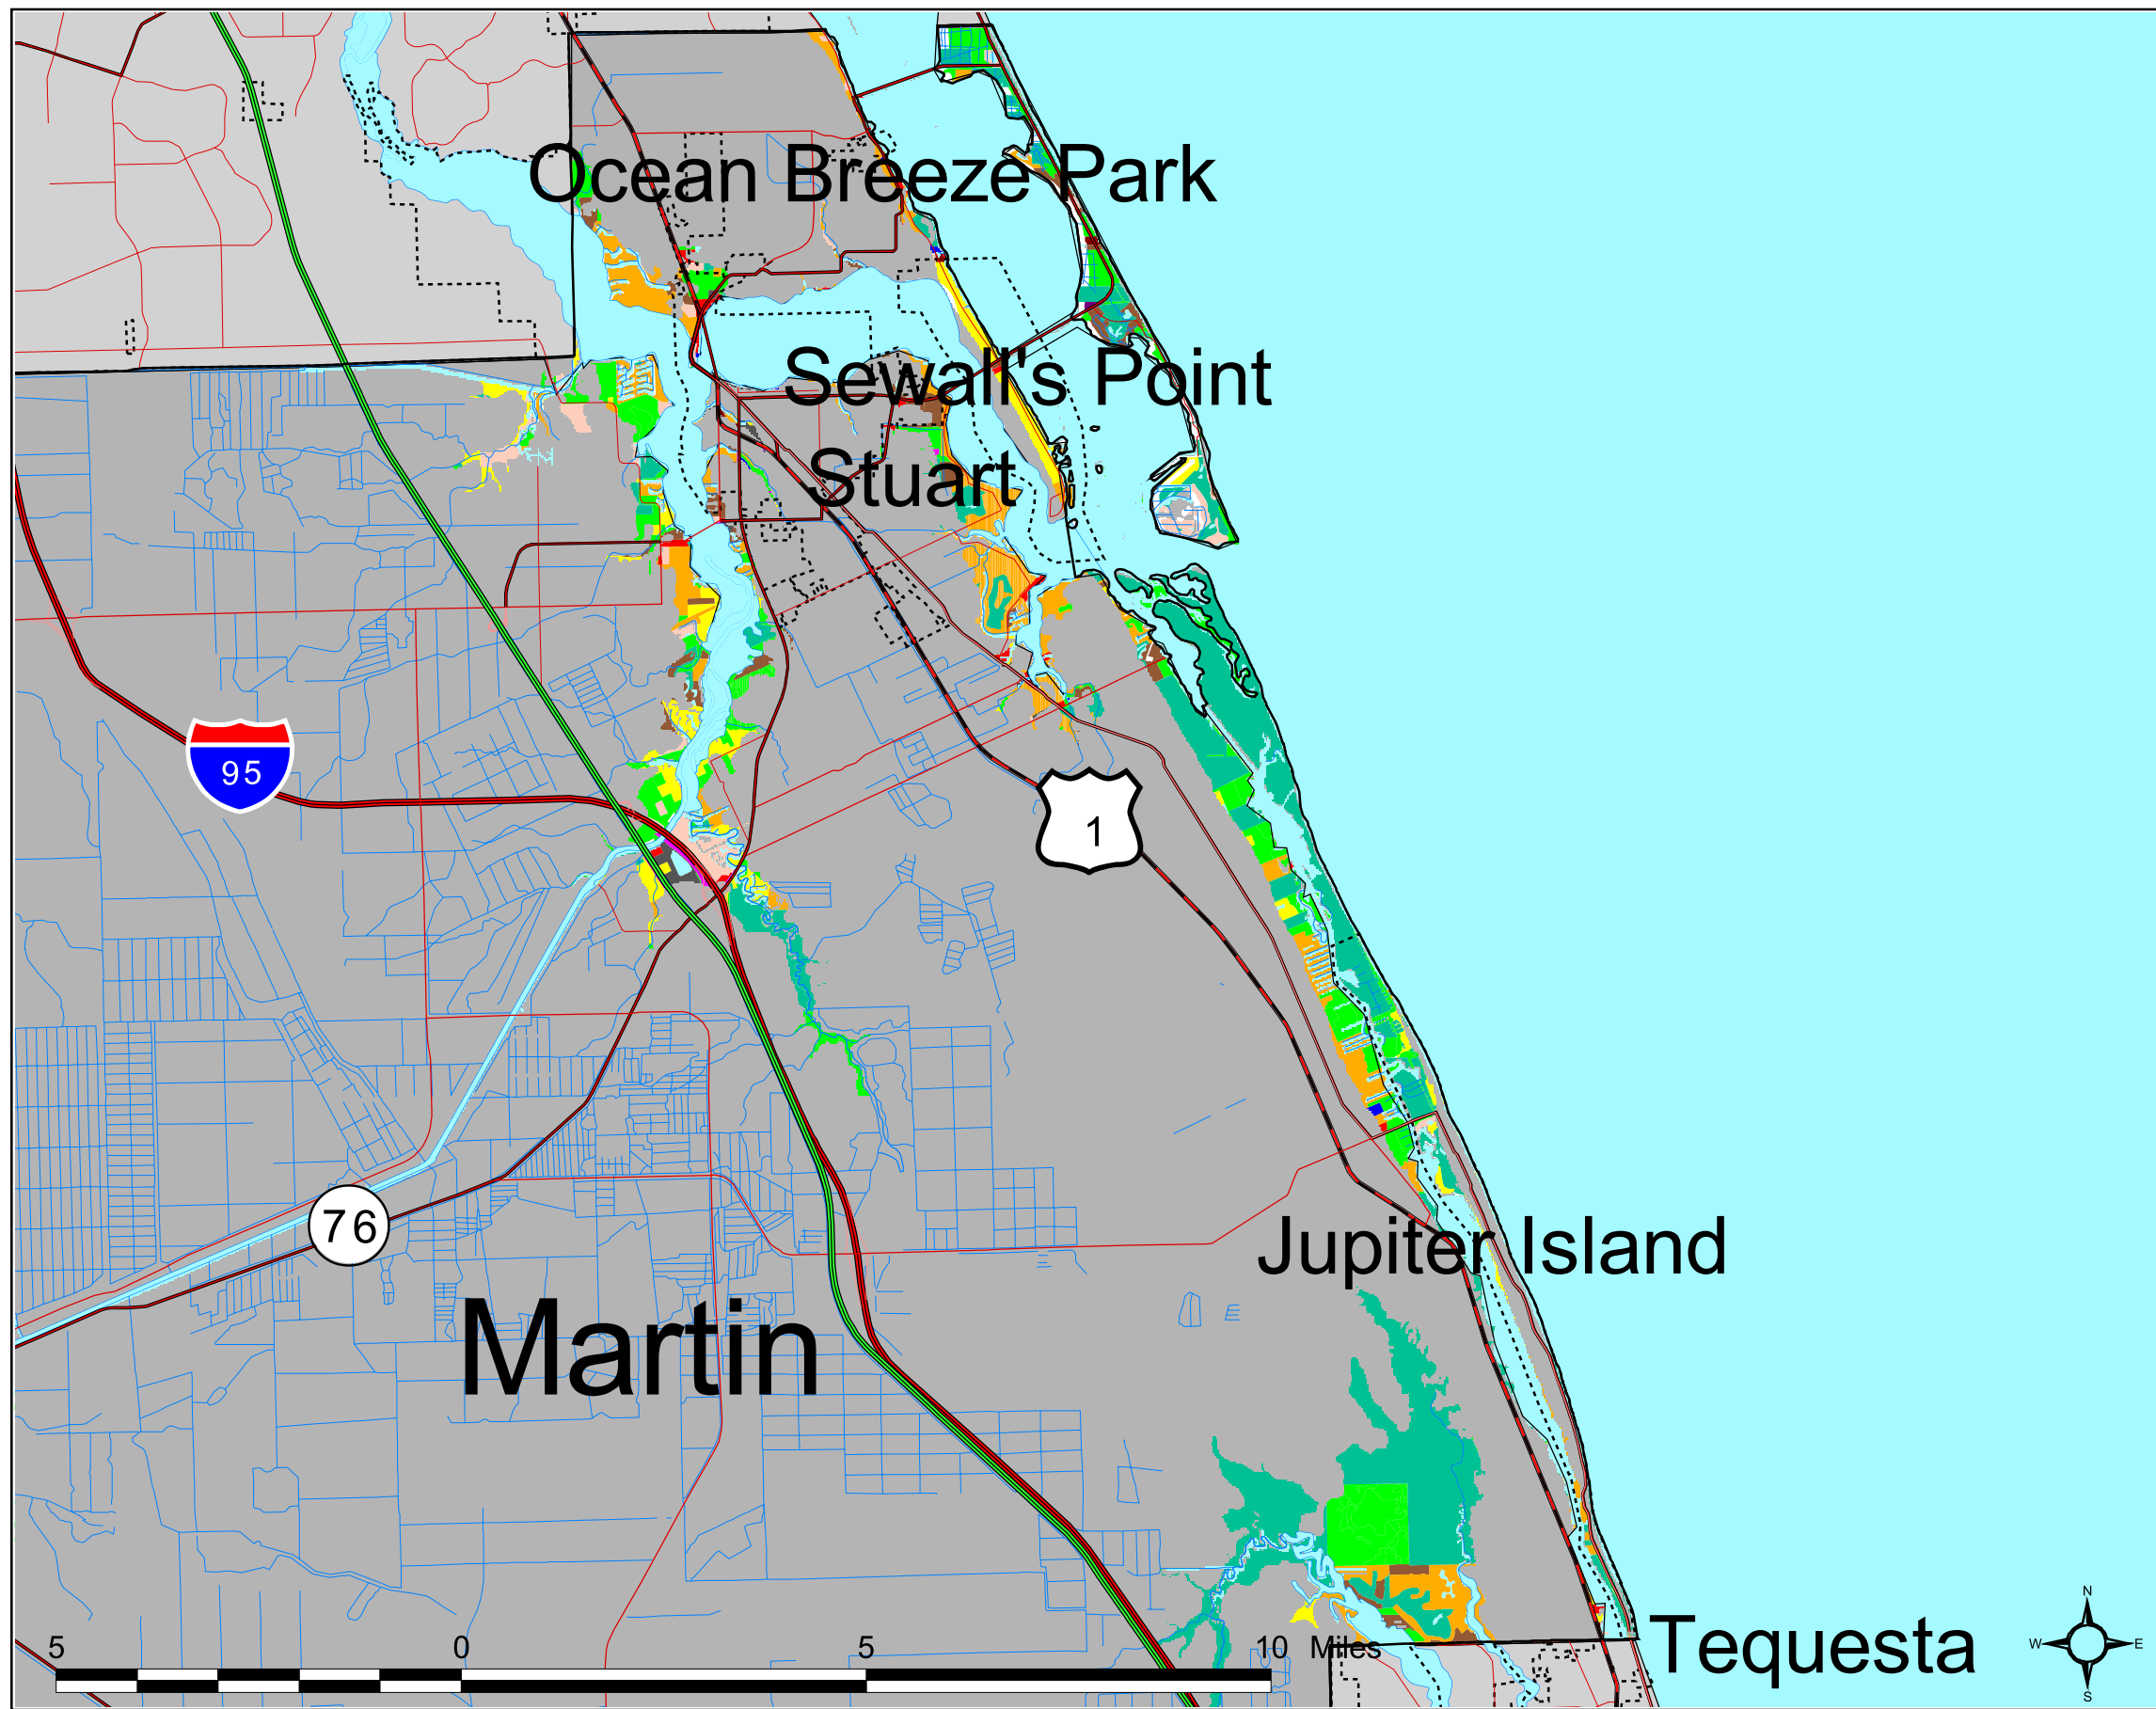 Ocean Breeze Park
Sewall's Point
Stuart
95
1
76
Jupiter Island
Martin
Tequesta
5 0 5 10 Miles
N
W E
S